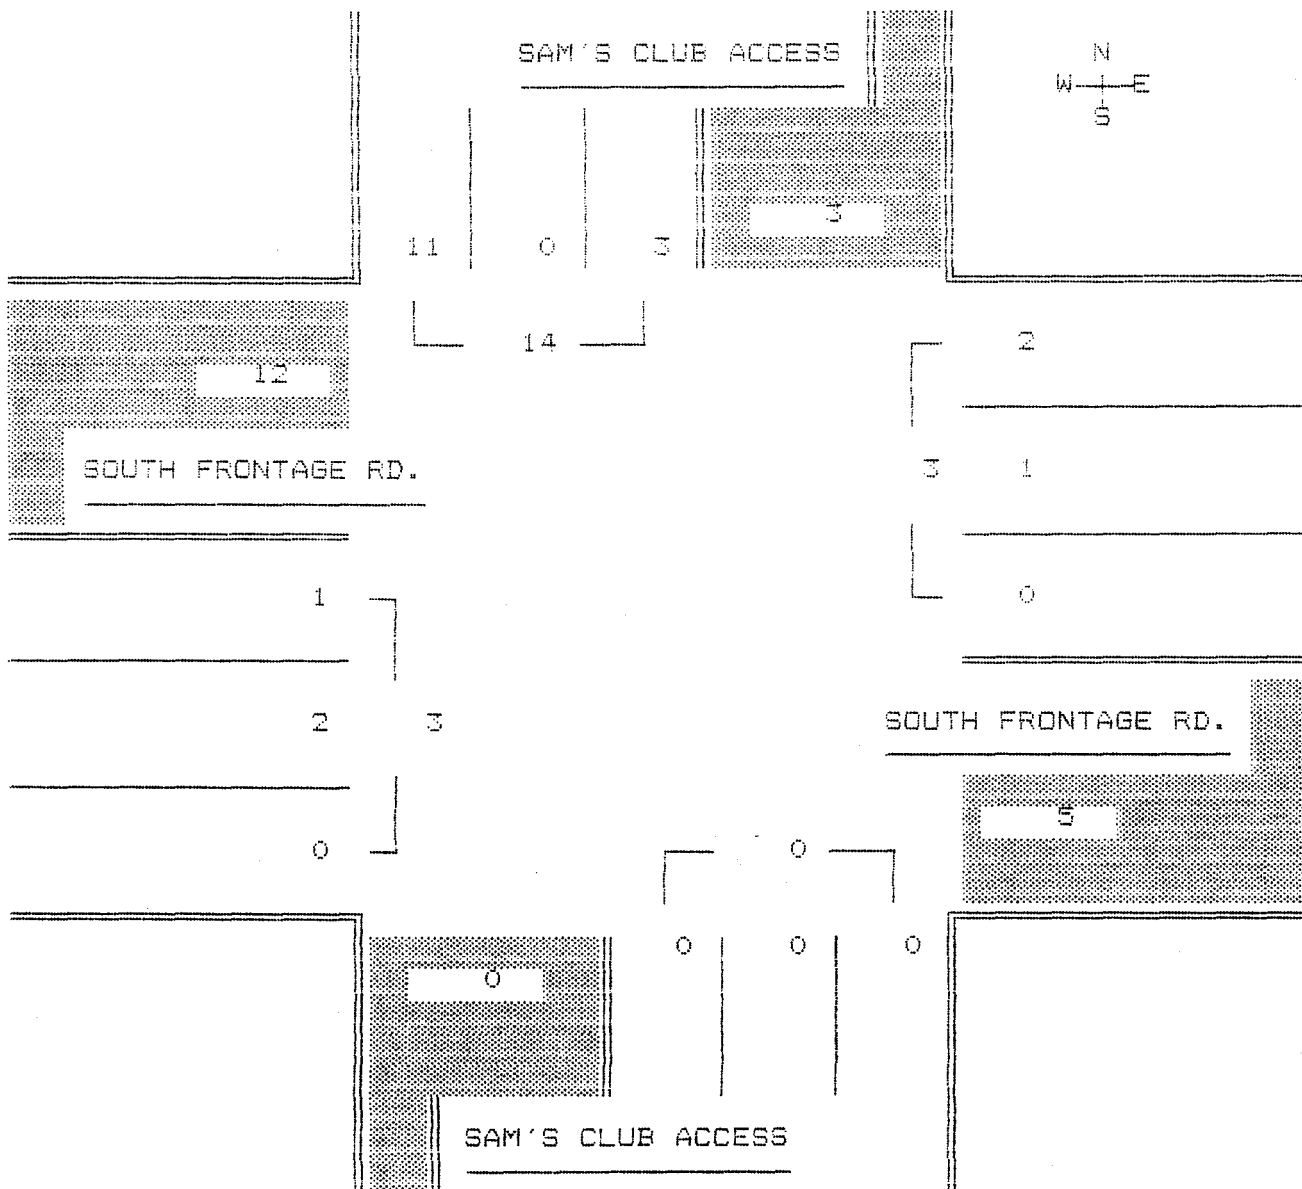 SAM'S CLUB ACCESS
N
W E
S
3
11 0 3
14
2
12
3 1
SOUTH FRONTAGE RD.
1
0
2 3
SOUTH FRONTAGE RD.
5
0
0
0 0 0
0
SAM'S CLUB ACCESS